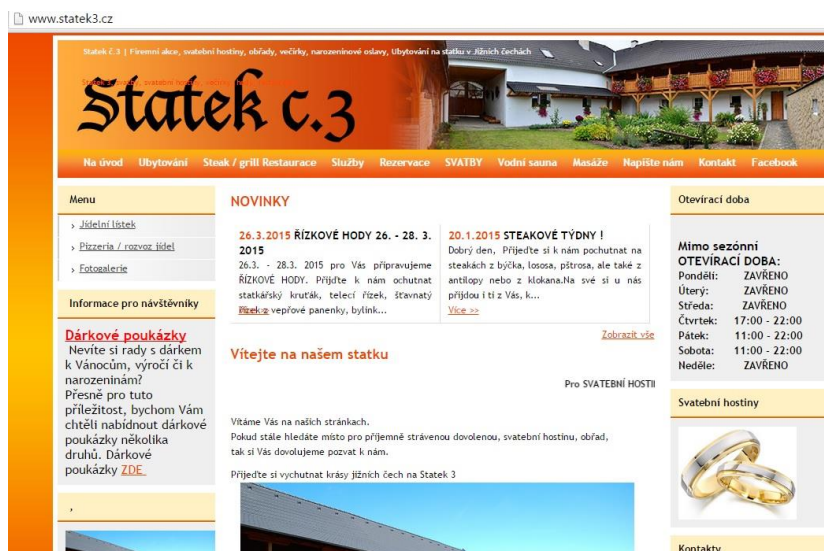 www.statek3.cz
Statek č.3 | Firemní akce, svatební hostiny, obřady, večírky, narozeninové oslavy, Ubytování na statku v Jižních čechách
Statek c.3
Na úvod Ubytování Steak / grill Restaurace Služby Rezervace SVATBY Vodní sauna Masáže Napište nám Kontakt Facebook
Menu
› Jídelní lístek
› Pizzeria / rozvoz jídel
› Fotogalerie
Informace pro návštěvníky
Dárkové poukázky
Nevíte si rady s dárkem
k Vánocům, výročí či k
narozeninám?
Přesně pro tuto
příležitost, bychom Vám
chtěli nabídnout dárkové
poukázky několika
druhů. Dárkové
poukázky ZDE
,
NOVINKY
26.3.2015 ŘÍZKOVÉ HODY 26. - 28. 3.
2015
26.3. - 28.3. 2015 pro Vás připravujeme
ŘÍZKOVÉ HODY. Přijďte k nám ochutnat
statkářský kruťák, telecí řízek, šťavnatý
řízek z vepřové panenky, bylink...
20.1.2015 STEAKOVÉ TÝDNY !
Dobrý den, Přijeďte si k nám pochutnat na
steakách z býčka, lososa, pštrosa, ale také z
antilopy nebo z klokana.Na své si u nás
přijdou i ti z Vás, k...
Více >>
Zobrazit vše
Vítejte na našem statku
Pro SVATEBNÍ HOSTI
Vítáme Vás na našich stránkách.
Pokud stále hledáte místo pro příjemně strávenou dovolenou, svatební hostinu, obřad,
tak si Vás dovolujeme pozvat k nám.
Přijeďte si vychutnat krásy jižních čech na Statek 3
Otevírací doba
Mimo sezónní
OTEVÍRACÍ DOBA:
Pondělí: ZAVŘENO
Úterý: ZAVŘENO
Středa: ZAVŘENO
Čtvrtek: 17:00 - 22:00
Pátek: 11:00 - 22:00
Sobota: 11:00 - 22:00
Neděle: ZAVŘENO
Svatební hostiny
Kontakty